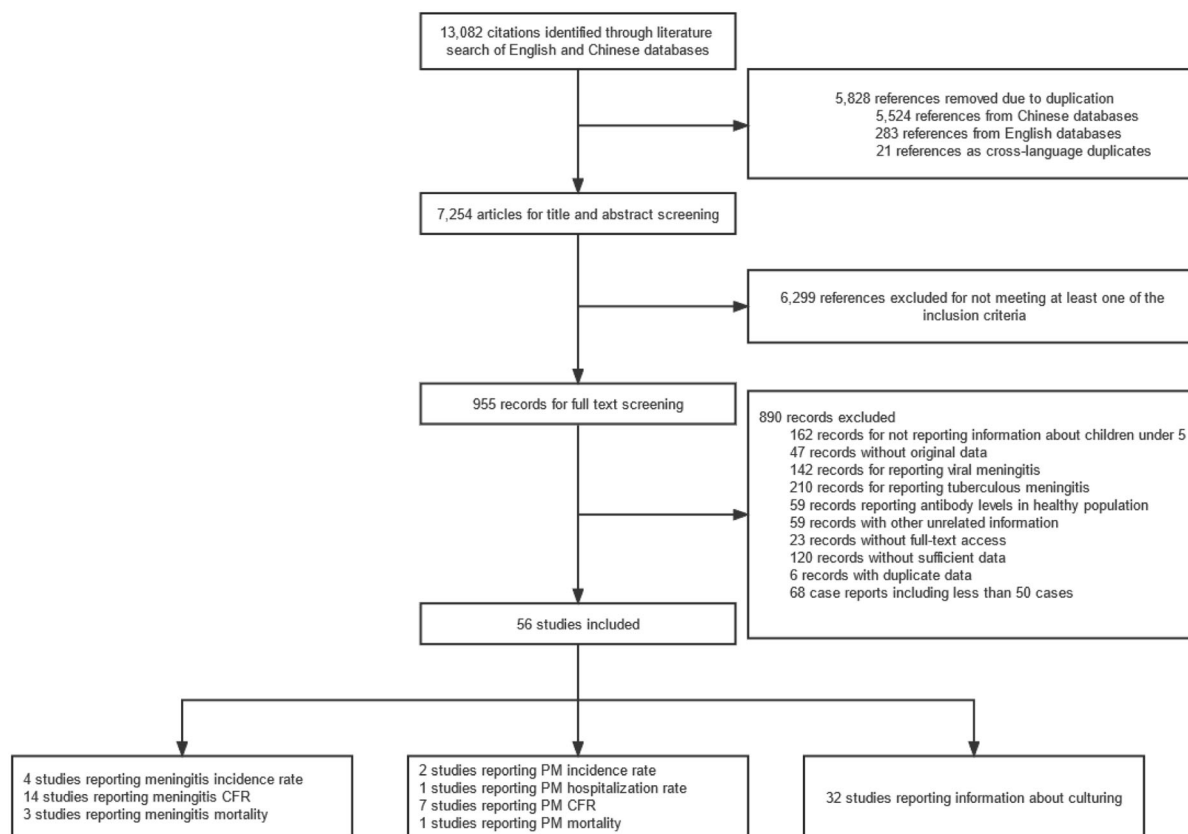 13,082 citations identified through literature
search of English and Chinese databases
5,828 references removed due to duplication
5,524 references from Chinese databases
283 references from English databases
21 references as cross-language duplicates
7,254 articles for title and abstract screening
6,299 references excluded for not meeting at least one of the
inclusion criteria
955 records for full text screening
890 records excluded
162 records for not reporting information about children under 5
47 records without original data
142 records for reporting viral meningitis
210 records for reporting tuberculous meningitis
59 records reporting antibody levels in healthy population
59 records with other unrelated information
23 records without full-text access
120 records without sufficient data
6 records with duplicate data
68 case reports including less than 50 cases
56 studies included
4 studies reporting meningitis incidence rate
14 studies reporting meningitis CFR
3 studies reporting meningitis mortality
2 studies reporting PM incidence rate
1 studies reporting PM hospitalization rate
7 studies reporting PM CFR
1 studies reporting PM mortality
32 studies reporting information about culturing